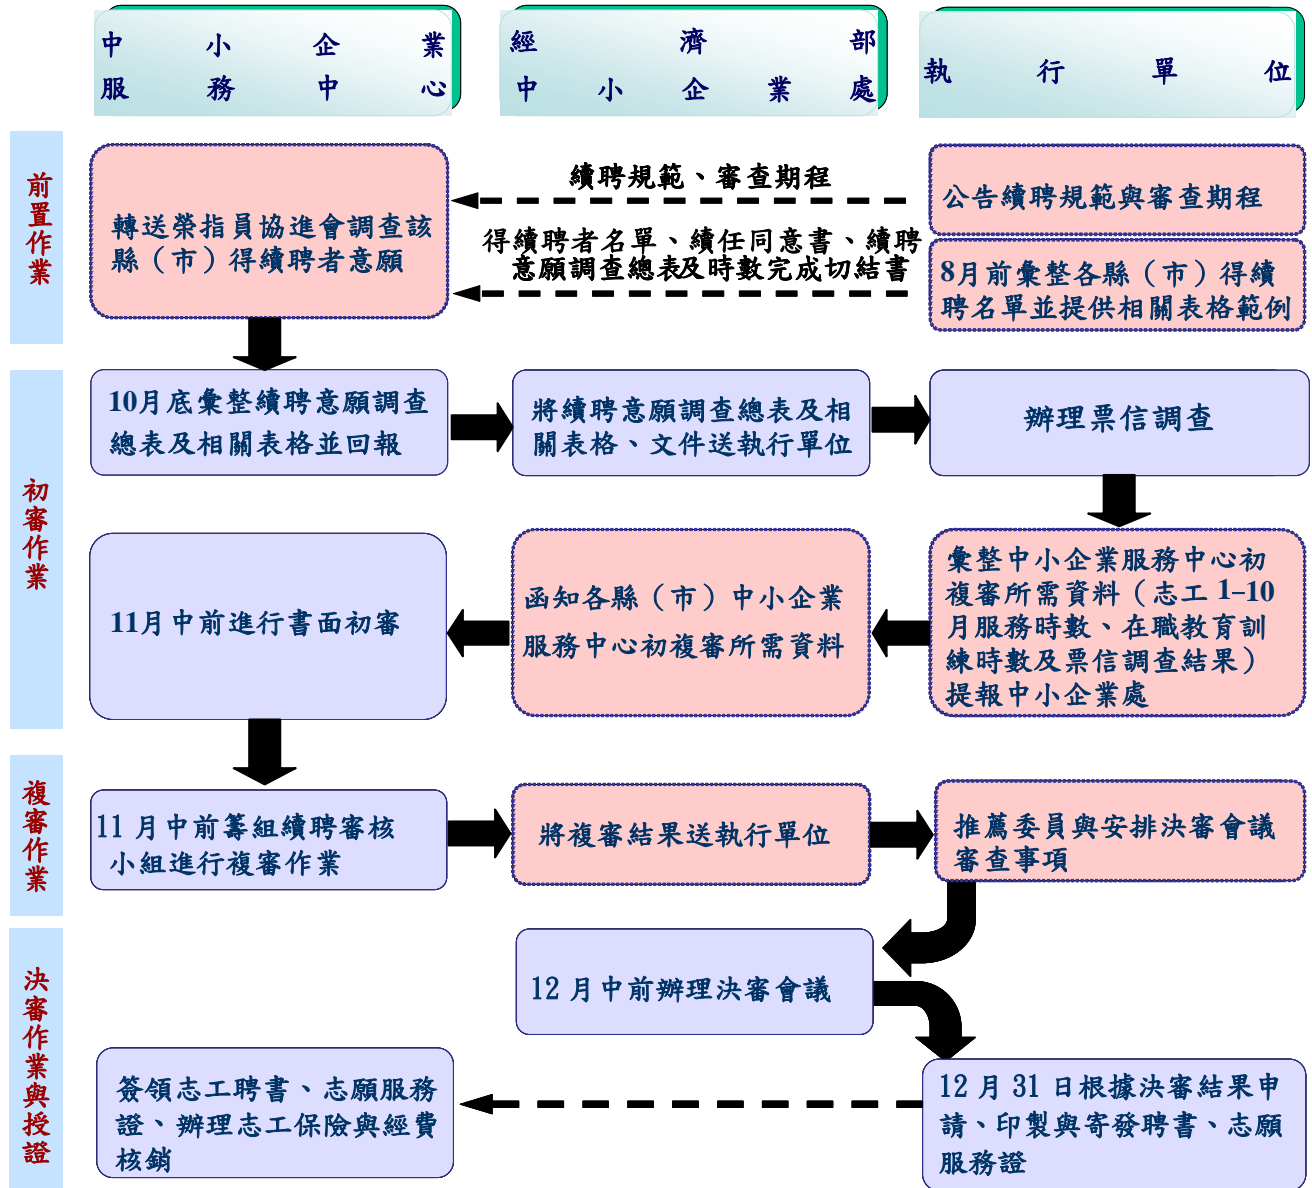 中小企業
服務中心
經濟部
中小企業處
執行單位
前置作業
轉送榮指員協進會調查該
縣（市）得續聘者意願
續聘規範、審查期程
得續聘者名單、續任同意書、續聘
意願調查總表及時數完成切結書
公告續聘規範與審查期程
8月前彙整各縣（市）得續
聘名單並提供相關表格範例
初審作業
10月底彙整續聘意願調查
總表及相關表格並回報
將續聘意願調查總表及相
關表格、文件送執行單位
辦理票信調查
11月中前進行書面初審
函知各縣（市）中小企業
服務中心初複審所需資料
彙整中小企業服務中心初
複審所需資料（志工 1–10
月服務時數、在職教育訓
練時數及票信調查結果）
提報中小企業處
複審作業
11 月中前籌組續聘審核
小組進行複審作業
將複審結果送執行單位
推薦委員與安排決審會議
審查事項
決審作業與授證
12 月中前辦理決審會議
簽領志工聘書、志願服務
證、辦理志工保險與經費
核銷
12 月 31 日根據決審結果申
請、印製與寄發聘書、志願
服務證